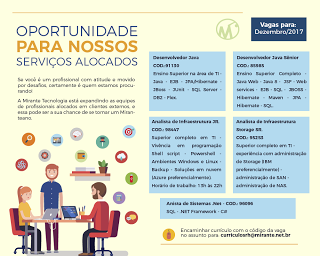 OPORTUNIDADE
PARA NOSSOS
SERVIÇOS ALOCADOS
Se você é um profissional com atitude e movido
por desafios, certamente é quem estamos procu-
rando!
A Mirante Tecnologia está expandindo as equipes
de profissionais alocados em clientes externos, e
essa pode ser a sua chance de se tornar um Miran-
teano.
Vagas para:
Dezembro/2017
Desenvolvedor Java
COD.:91130
Ensino Superior na área de TI -
Java - EJB - JPA/Hibernate -
JBoss - JUnit - SQL Server -
DB2 - Flex.
Desenvolvedor Java Sênior
COD.:
Ensino Superior Completo -
Java Web - Java 8 - JSF - Web
services - EJB - SQL - JBOSS -
Hibernate - Maven - JPA -
Hibernate - SQL
Analista de Infraestrutura JR.
COD.: 95447
Superior completo em TI -
Vivência em programação
Shell script - Powershell -
Ambientes Windows e Linux -
Backup - Soluções em nuvem
(Azure preferencialmente) -
Horário de trabalho: 13h às 22h
Analista de Infraestrutura
Storage SR.
COD.: 95253
Superior completo em TI -
experiência com administração
de Storage (IBM
preferencialmente) -
administração de SAN -
administração de NAS.
Analista de Sistemas .Net - COD.: 96096
SQL - .NET Framework - C#
Encaminhar currículo com o código da vaga
no assunto para: curriculosrh@mirante.net.br